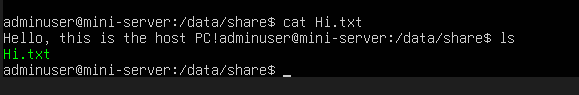 adminuser@mini-server:/data/share$ cat Hi.txt
Hello, this is the host PC!adminuser@mini-server:/data/share$ ls
Hi.txt
adminuser@mini-server:/data/share$ _